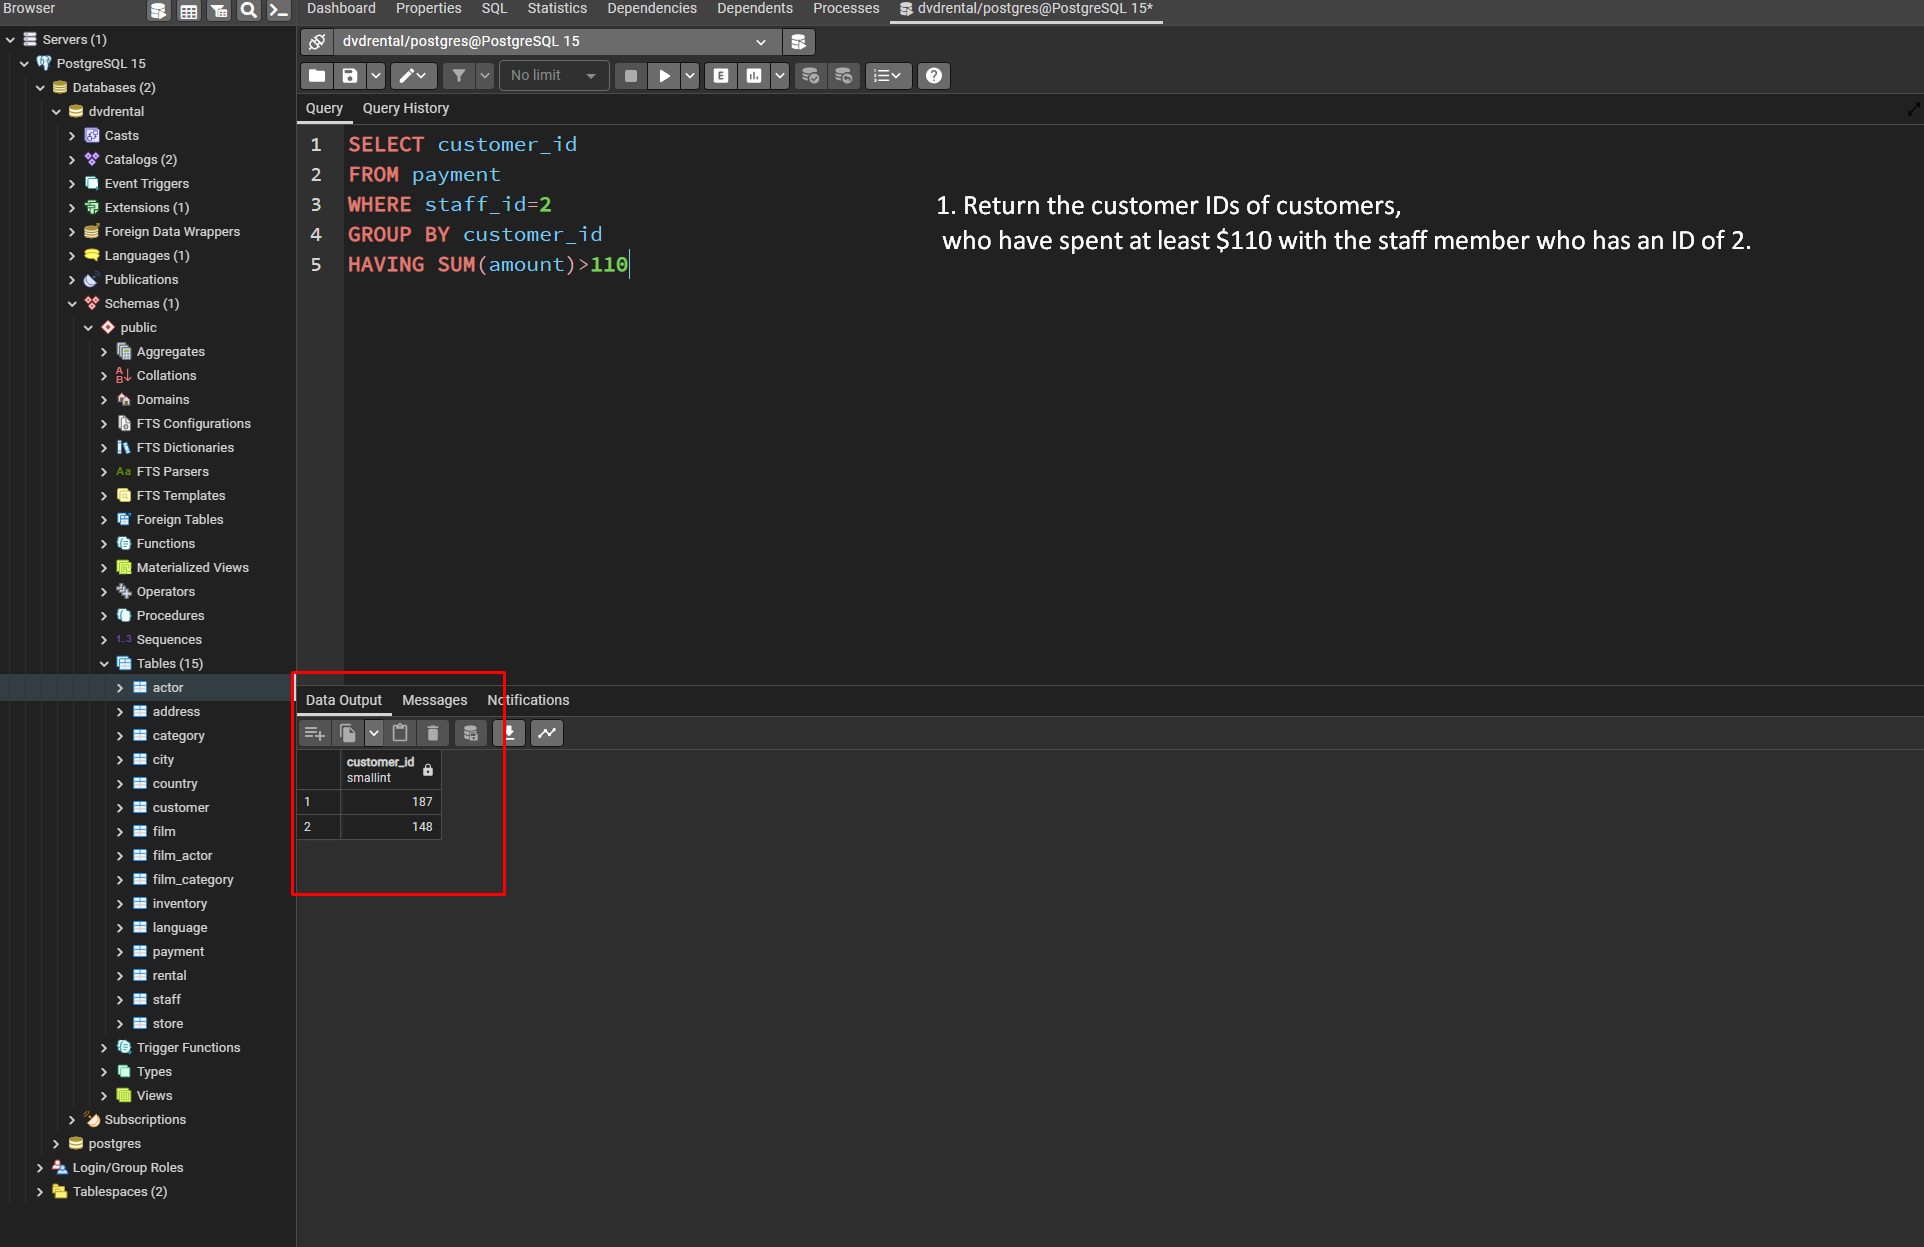 Browser
Dashboard Properties SQL Statistics Dependencies Dependents Processes dvdrental/postgres@PostgreSQL 15*
Servers (1)
PostgreSQL 15
Databases (2)
dvdrental
Casts
Catalogs (2)
Event Triggers
Extensions (1)
Foreign Data Wrappers
Languages (1)
Publications
Schemas (1)
public
Aggregates
Collations
Domains
FTS Configurations
FTS Dictionaries
Aa FTS Parsers
FTS Templates
Foreign Tables
Functions
Materialized Views
Operators
Procedures
1..3 Sequences
Tables (15)
actor
address
category
city
country
customer
film
film_actor
film_category
inventory
language
payment
rental
staff
store
Trigger Functions
Types
Views
Subscriptions
postgres
Login/Group Roles
Tablespaces (2)
dvdrental/postgres@PostgreSQL 15
No limit E
Query Query History
1 SELECT customer_id
2 FROM payment
3 WHERE staff_id=2
4 GROUP BY customer_id
5 HAVING SUM(amount)>110
1. Return the customer IDs of customers,
who have spent at least $110 with the staff member who has an ID of 2.
Data Output Messages Notifications
customer_id
smallint
1 187
2 148